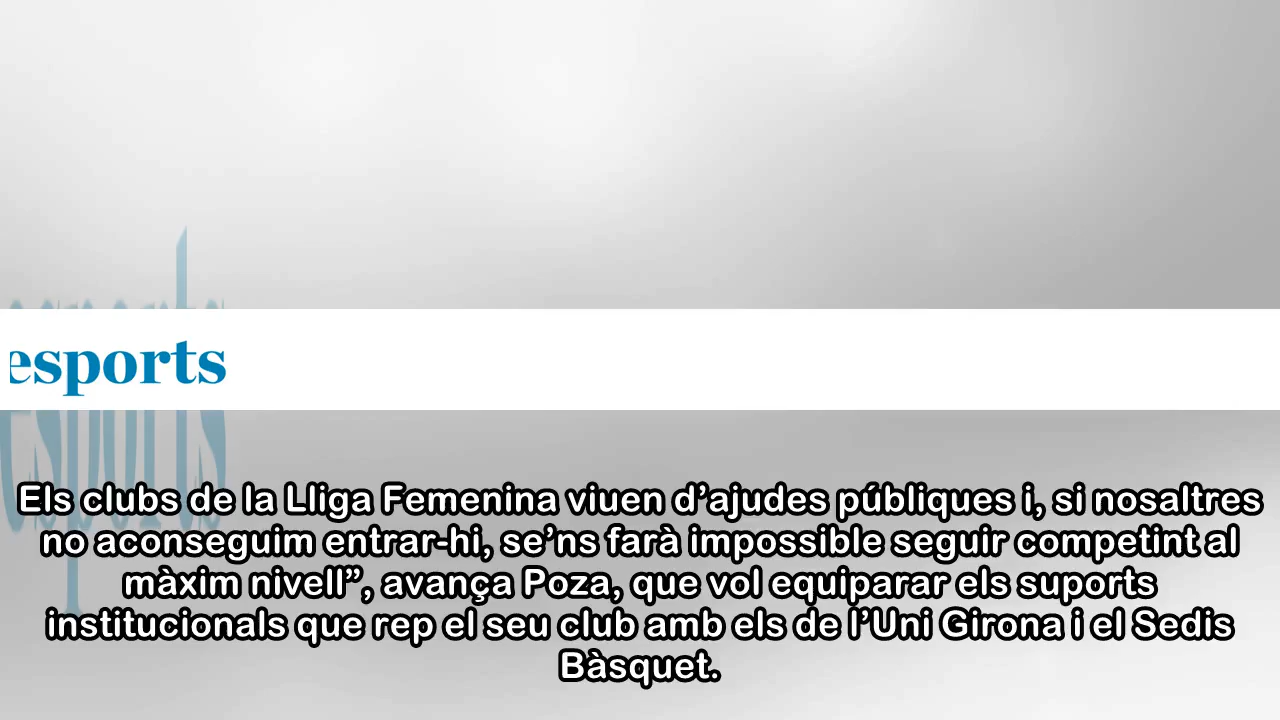 esports
Els clubs de la Lliga Femenina viuen d’ajudes públiques i, si nosaltres
no aconseguim entrar-hi, se’ns farà impossible seguir competint al
màxim nivell”, avança Poza, que vol equiparar els suports
institucionals que rep el seu club amb els de l’Uni Girona i el Sedis
Bàsquet.